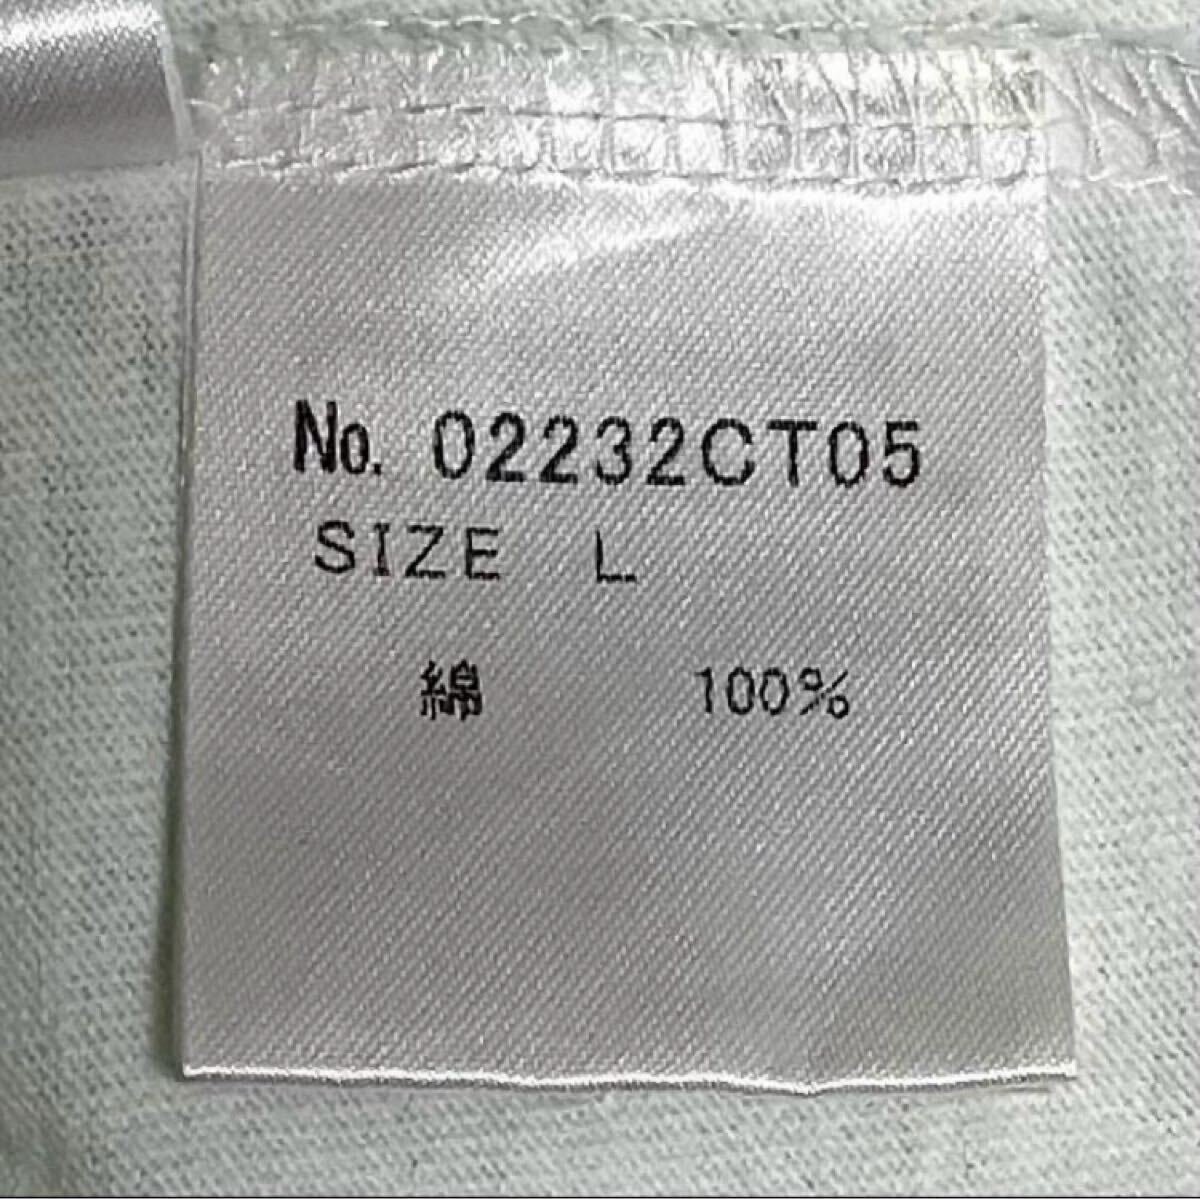 No. 02232CT05
SIZE L
綿 100%